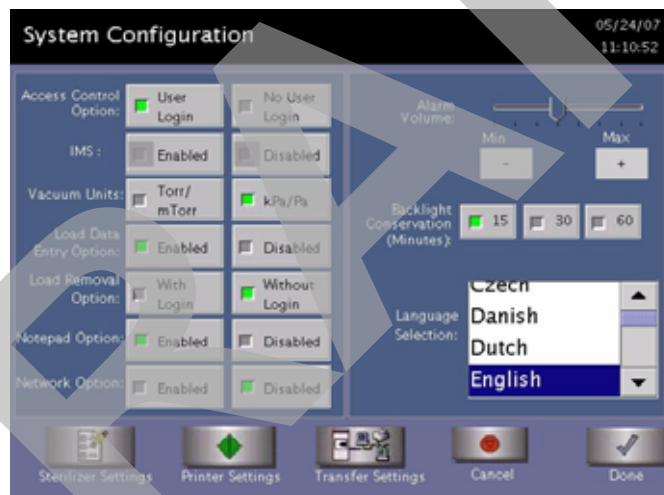 System Configuration
05/24/07
11:10:52
Access Control Option:
User Login
No User Login
IMS :
Enabled
Disabled
Vacuum Units:
Torr/ mTorr
kPa/Pa
Load Data Entry Option:
Enabled
Disabled
Load Removal Option:
With Login
Without Login
Notepad Option:
Enabled
Disabled
Network Option:
Enabled
Disabled
Alarm Volume:
Min
Max
-
+
Backlight Conservation (Minutes):
15
30
60
Language Selection:
Czech
Danish
Dutch
English
Sterilizer Settings
Printer Settings
Transfer Settings
Cancel
Done